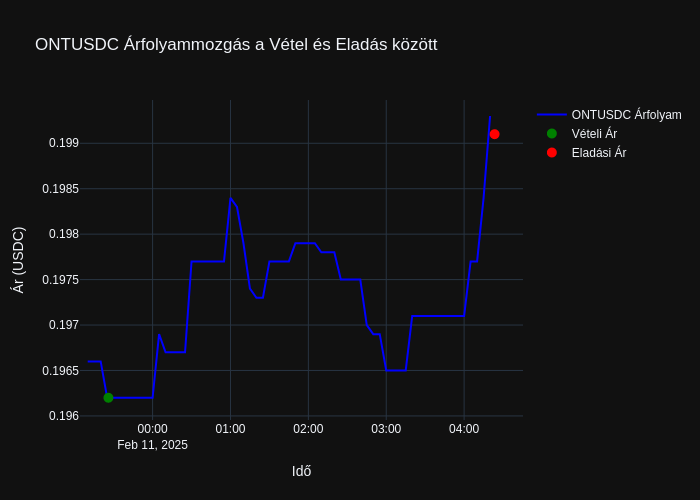 ONTUSDC Árfolyammozgás a Vétel és Eladás között
ONTUSDC Árfolyam
Vételi Ár
Eladási Ár
Ár (USDC)
0.199
0.1985
0.198
0.1975
0.197
0.1965
0.196
00:00
01:00
02:00
03:00
04:00
Feb 11, 2025
Idő